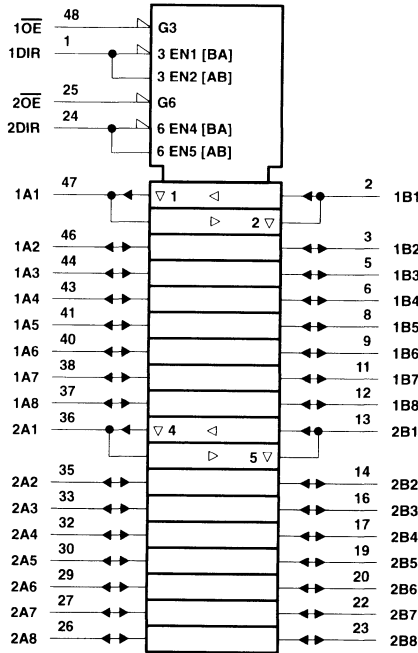 48
1OE G3
1
1DIR 3 EN1 [BA]
3 EN2 [AB]
25
2OE G6
24
2DIR 6 EN4 [BA]
6 EN5 [AB]
47 2
1A1 ▽ 1 ◁ 1B1
▷ 2 ▽
46 3
1A2 1B2
44 5
1A3 1B3
43 6
1A4 1B4
41 8
1A5 1B5
40 9
1A6 1B6
38 11
1A7 1B7
37 12
1A8 1B8
36 13
2A1 ▽ 4 ◁ 2B1
▷ 5 ▽
35 14
2A2 2B2
33 16
2A3 2B3
32 17
2A4 2B4
30 19
2A5 2B5
29 20
2A6 2B6
27 22
2A7 2B7
26 23
2A8 2B8